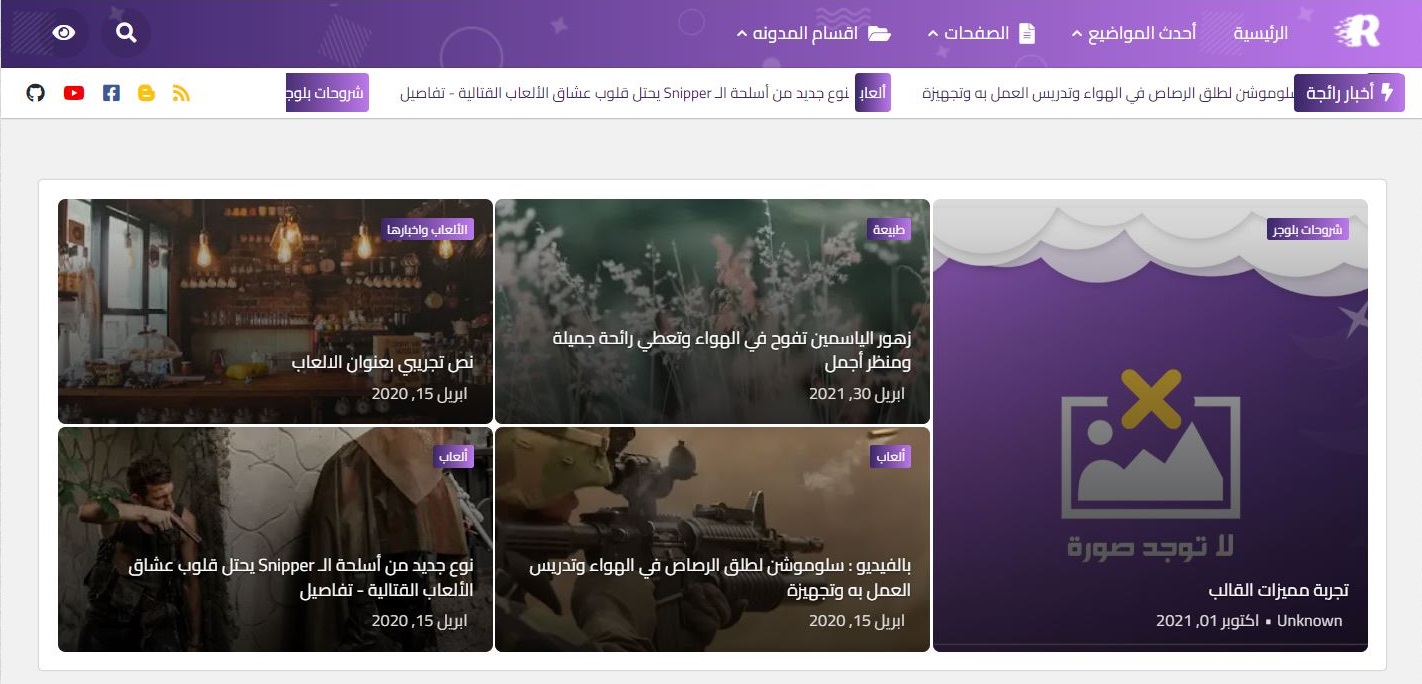 R
الرئيسية
أحدث المواضيع
الصفحات
اقسام المدونه
أخبار رائجة
سلوموشن لطلق الرصاص في الهواء وتدريس العمل به وتجهيزة
ألعاب
نوع جديد من أسلحة الـ Snipper يحتل قلوب عشاق الألعاب القتالية - تفاصيل
شروحات بلوجر
شروحات بلوجر
لا توجد صورة
تجربة مميزات القالب
Unknown • اكتوبر 01, 2021
طبيعة
زهور الياسمين تفوح في الهواء وتعطي رائحة جميلة
ومنظر أجمل
ابريل 30, 2021
الألعاب واخبارها
نص تجريبي بعنوان الالعاب
ابريل 15, 2020
ألعاب
بالفيديو : سلوموشن لطلق الرصاص في الهواء وتدريس
العمل به وتجهيزة
ابريل 15, 2020
ألعاب
نوع جديد من أسلحة الـ Snipper يحتل قلوب عشاق
الألعاب القتالية - تفاصيل
ابريل 15, 2020